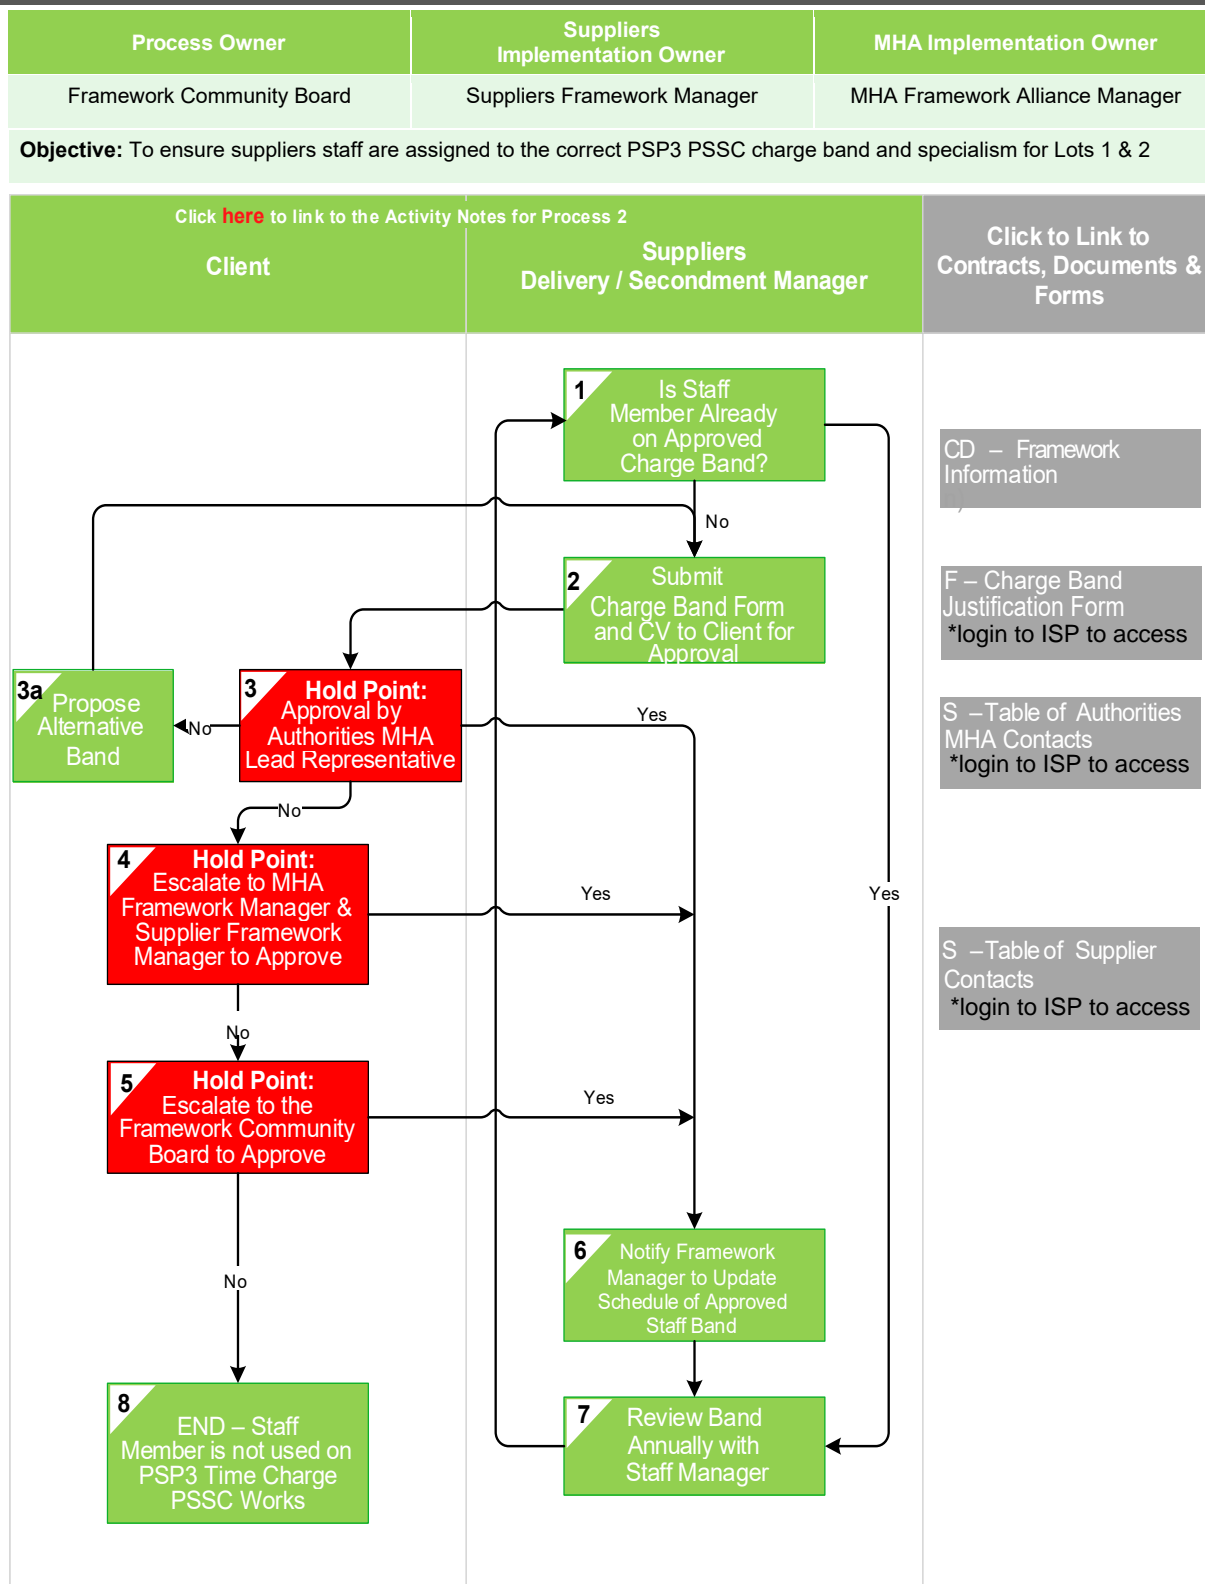 Process Owner
Suppliers
Implementation Owner
MHA Implementation Owner
Framework Community Board
Suppliers Framework Manager
MHA Framework Alliance Manager
Objective: To ensure suppliers staff are assigned to the correct PSP3 PSSC charge band and specialism for Lots 1 & 2
Click here to link to the Activity Notes for Process 2
Client
Suppliers
Delivery / Secondment Manager
Click to Link to
Contracts, Documents &
Forms
1
Is Staff
Member Already
on Approved
Charge Band?
No
2
Submit
Charge Band Form
and CV to Client for
Approval
3a
Propose
Alternative
Band
No
3
Hold Point:
Approval by
Authorities MHA
Lead Representative
Yes
No
4
Hold Point:
Escalate to MHA
Framework Manager &
Supplier Framework
Manager to Approve
Yes
Yes
No
5
Hold Point:
Escalate to the
Framework Community
Board to Approve
Yes
No
6
Notify Framework
Manager to Update
Schedule of Approved
Staff Band
7
Review Band
Annually with
Staff Manager
8
END – Staff
Member is not used on
PSP3 Time Charge
PSSC Works
CD – Framework
Information
F – Charge Band
Justification Form
*login to ISP to access
S –Table of Authorities
MHA Contacts
*login to ISP to access
S –Table of Supplier
Contacts
*login to ISP to access